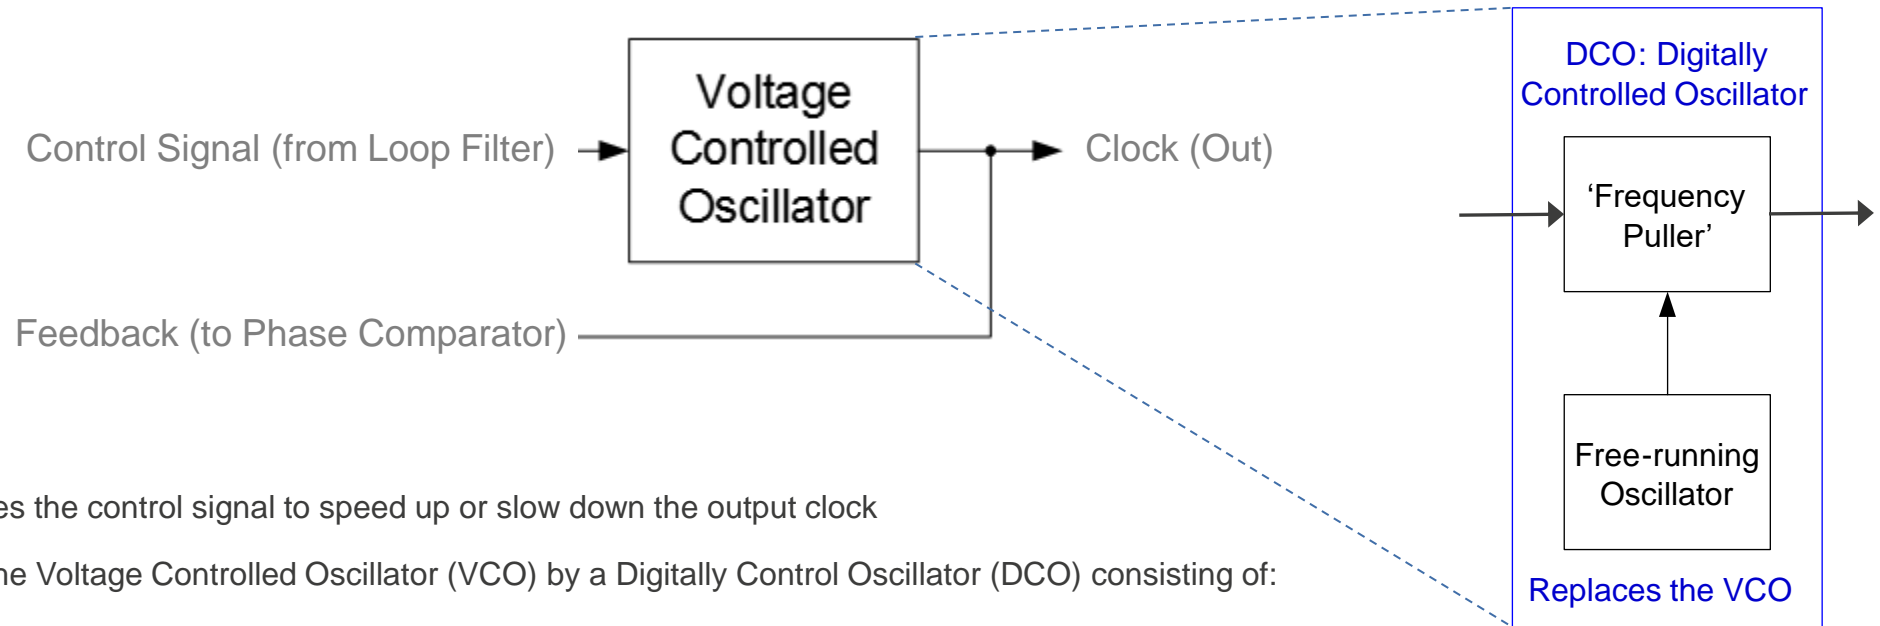 Voltage
Controlled
Oscillator
Control Signal (from Loop Filter)
Clock (Out)
Feedback (to Phase Comparator)
DCO: Digitally
Controlled Oscillator
‘Frequency
Puller’
Free-running
Oscillator
Replaces the VCO
the control signal to speed up or slow down the output clock
Voltage Controlled Oscillator (VCO) by a Digitally Control Oscillator (DCO) consisting of: